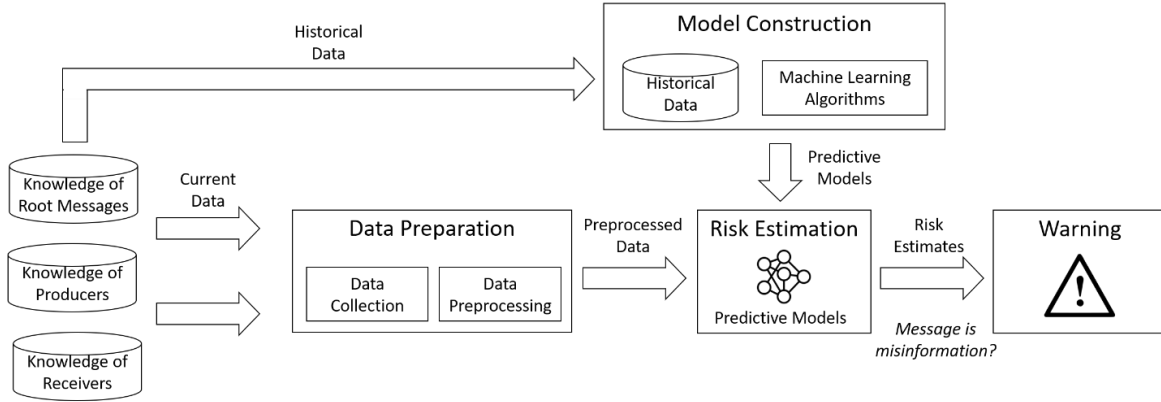 Historical
Data
Model Construction
Historical
Data
Machine Learning
Algorithms
Predictive
Models
Knowledge of
Root Messages
Current
Data
Knowledge of
Producers
Knowledge of
Receivers
Data Preparation
Data
Collection
Data
Preprocessing
Preprocessed
Data
Risk Estimation
Predictive Models
Risk
Estimates
Message is
misinformation?
Warning
!